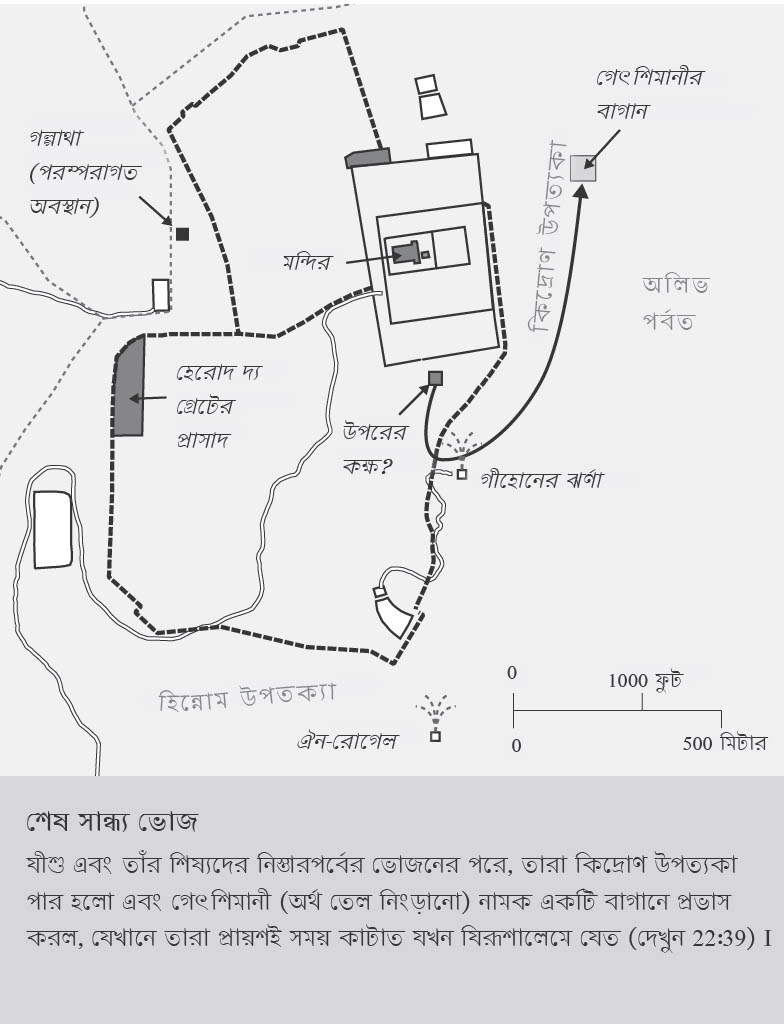 গেৎশিমানীর
বাগান
গল্গাথা
(পরম্পরাগত
অবস্থান)
কিদ্রোণ উপত্যকা
মন্দির
অলিভ
পর্বত
হেরোদ দ্য
গ্রেটের
প্রাসাদ
উপরের
কক্ষ?
গীহোনের ঝর্ণা
হিন্নোম উপতক্যা
ঐন-রোগেল
0
1000 ফুট
0
500 মিটার
শেষ সান্ধ্য ভোজ
যীশু এবং তাঁর শিষ্যদের নিস্তারপর্বের ভোজনের পরে, তারা কিদ্রোণ উপত্যকা
পার হলো এবং গেৎশিমানী (অর্থ তেল নিংড়ানো) নামক একটি বাগানে প্রভাস
করল, যেখানে তারা প্রায়শই সময় কাটাত যখন যিরূশালেমে যেত (দেখুন 22:39) I